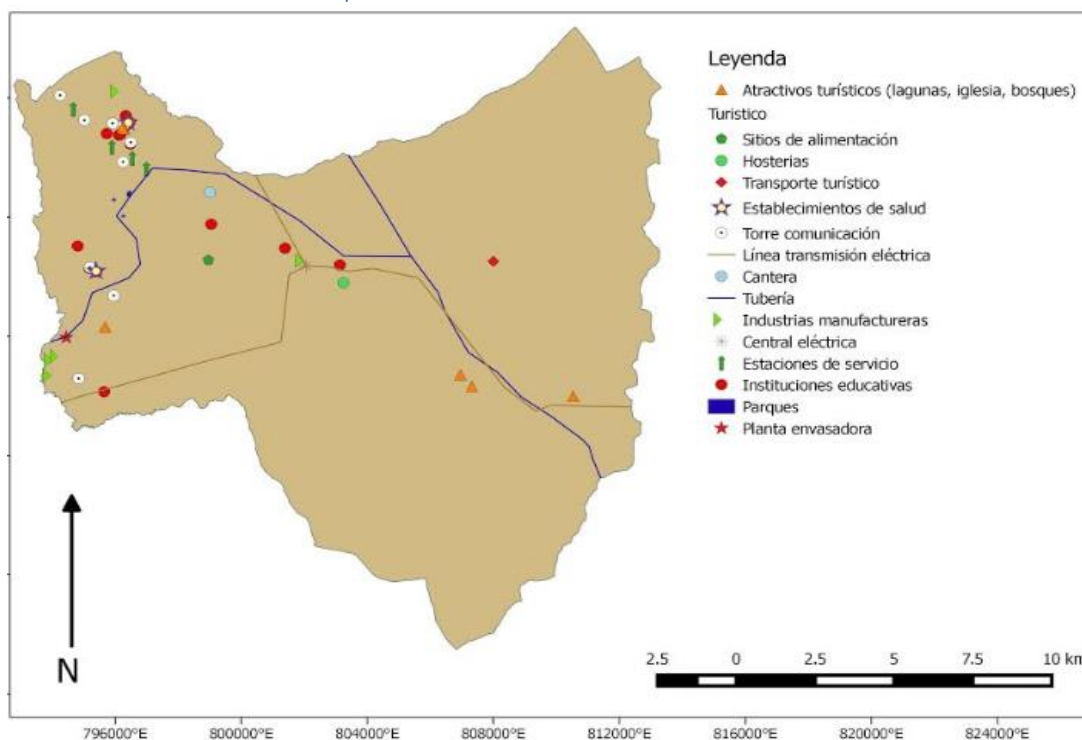 Leyenda
Atractivos turísticos (lagunas, iglesia, bosques)
Turistico
Sitios de alimentación
Hosterias
Transporte turístico
Establecimientos de salud
Torre comunicación
Línea transmisión eléctrica
Cantera
Tubería
Industrias manufactureras
Central eléctrica
Estaciones de servicio
Instituciones educativas
Parques
Planta envasadora
N
2.5 0 2.5 5 7.5 10 km
796000°E 800000°E 804000°E 808000°E 812000°E 816000°E 820000°E 824000°E